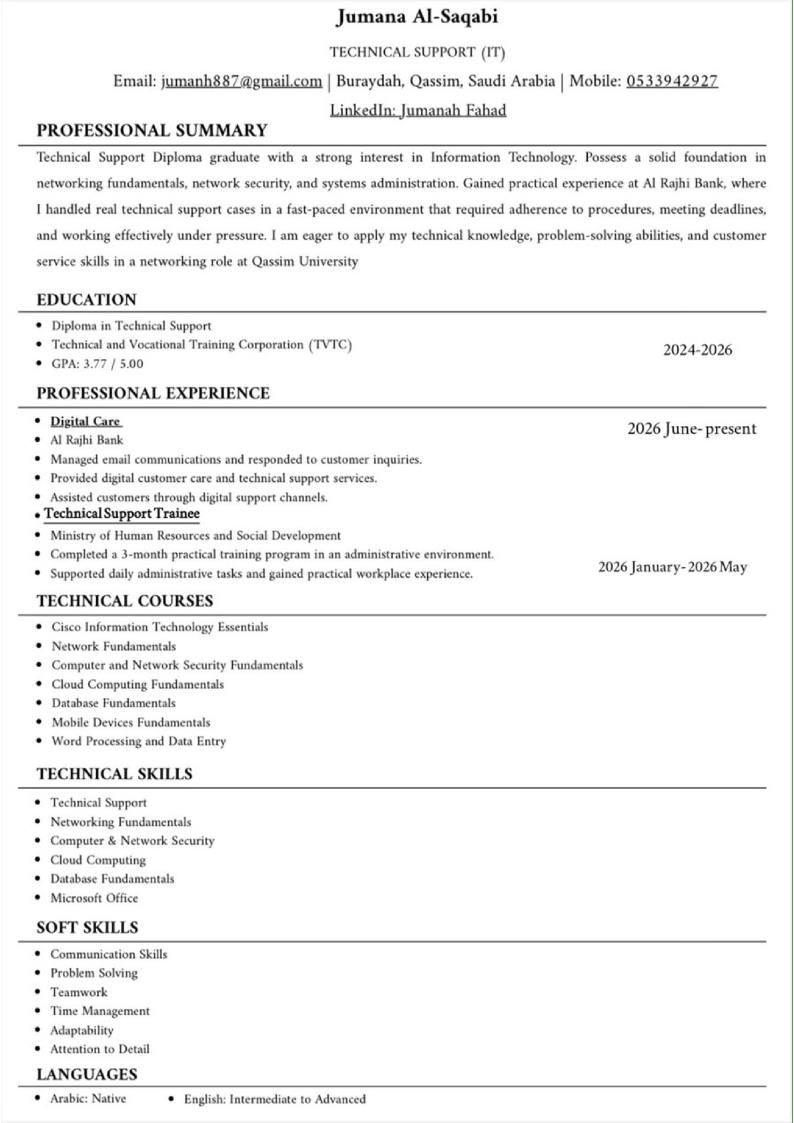 Jumana Al-Saqabi
TECHNICAL SUPPORT (IT)
Email: jumanh887@gmail.com | Buraydah, Qassim, Saudi Arabia | Mobile: 0533942927
LinkedIn: Jumanah Fahad
PROFESSIONAL SUMMARY
Technical Support Diploma graduate with a strong interest in Information Technology. Possess a solid foundation in
networking fundamentals, network security, and systems administration. Gained practical experience at Al Rajhi Bank, where
I handled real technical support cases in a fast-paced environment that required adherence to procedures, meeting deadlines,
and working effectively under pressure. I am eager to apply my technical knowledge, problem-solving abilities, and customer
service skills in a networking role at Qassim University
EDUCATION
• Diploma in Technical Support
• Technical and Vocational Training Corporation (TVTC)
2024-2026
• GPA: 3.77 / 5.00
PROFESSIONAL EXPERIENCE
• Digital Care
2026 June-present
• Al Rajhi Bank
• Managed email communications and responded to customer inquiries.
• Provided digital customer care and technical support services.
• Assisted customers through digital support channels.
• Technical Support Trainee
• Ministry of Human Resources and Social Development
• Completed a 3-month practical training program in an administrative environment.
2026 January-2026 May
• Supported daily administrative tasks and gained practical workplace experience.
TECHNICAL COURSES
• Cisco Information Technology Essentials
• Network Fundamentals
• Computer and Network Security Fundamentals
• Cloud Computing Fundamentals
• Database Fundamentals
• Mobile Devices Fundamentals
• Word Processing and Data Entry
TECHNICAL SKILLS
• Technical Support
• Networking Fundamentals
• Computer & Network Security
• Cloud Computing
• Database Fundamentals
• Microsoft Office
SOFT SKILLS
• Communication Skills
• Problem Solving
• Teamwork
• Time Management
• Adaptability
• Attention to Detail
LANGUAGES
• Arabic: Native • English: Intermediate to Advanced